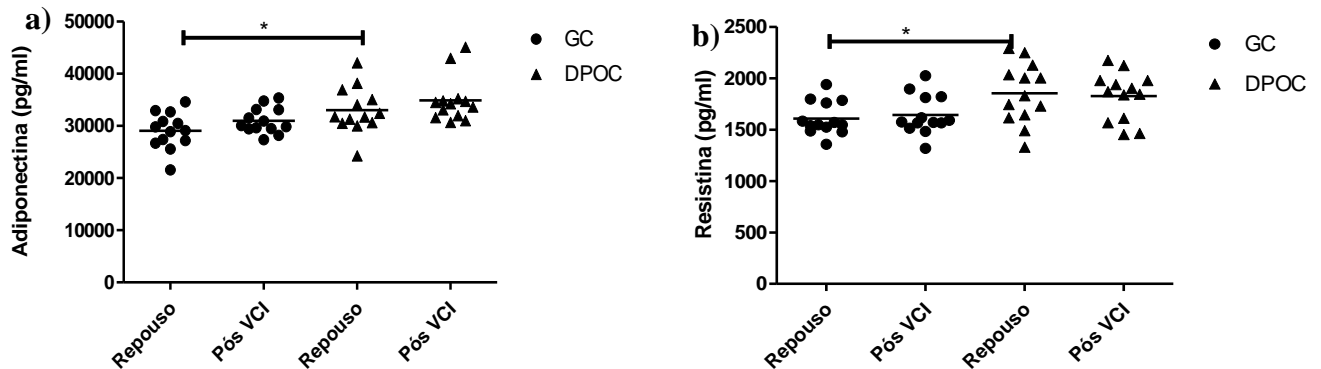 a)
Adiponectina (pg/ml)
50000
40000
30000
20000
10000
0
*
GC
DPOC
Repouso
Pós VCI
Repouso
Pós VCI
b)
Resistina (pg/ml)
2500
2000
1500
1000
500
0
*
GC
DPOC
Repouso
Pós VCI
Repouso
Pós VCI